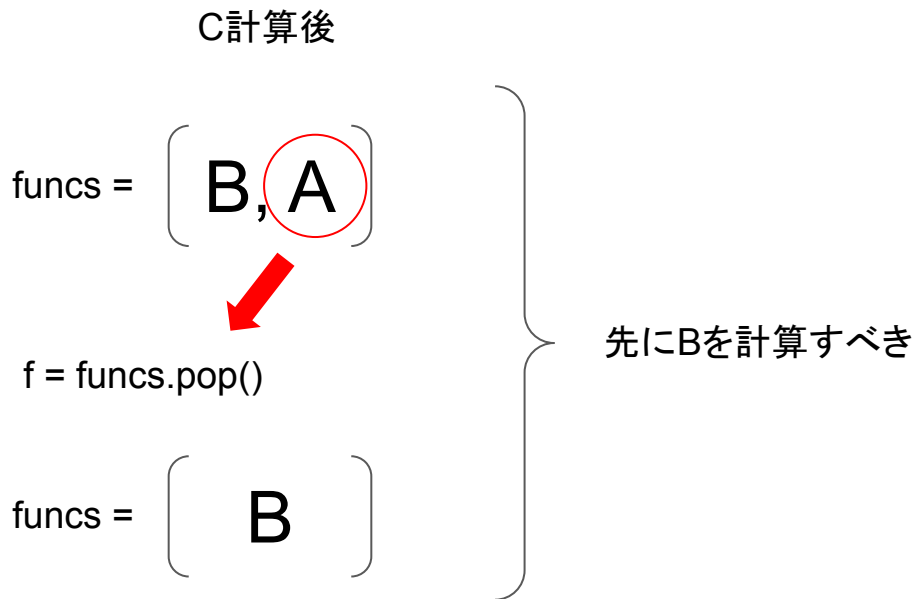 C計算後
funcs = [B, A]
f = funcs.pop()
先にBを計算すべき
funcs = [B]